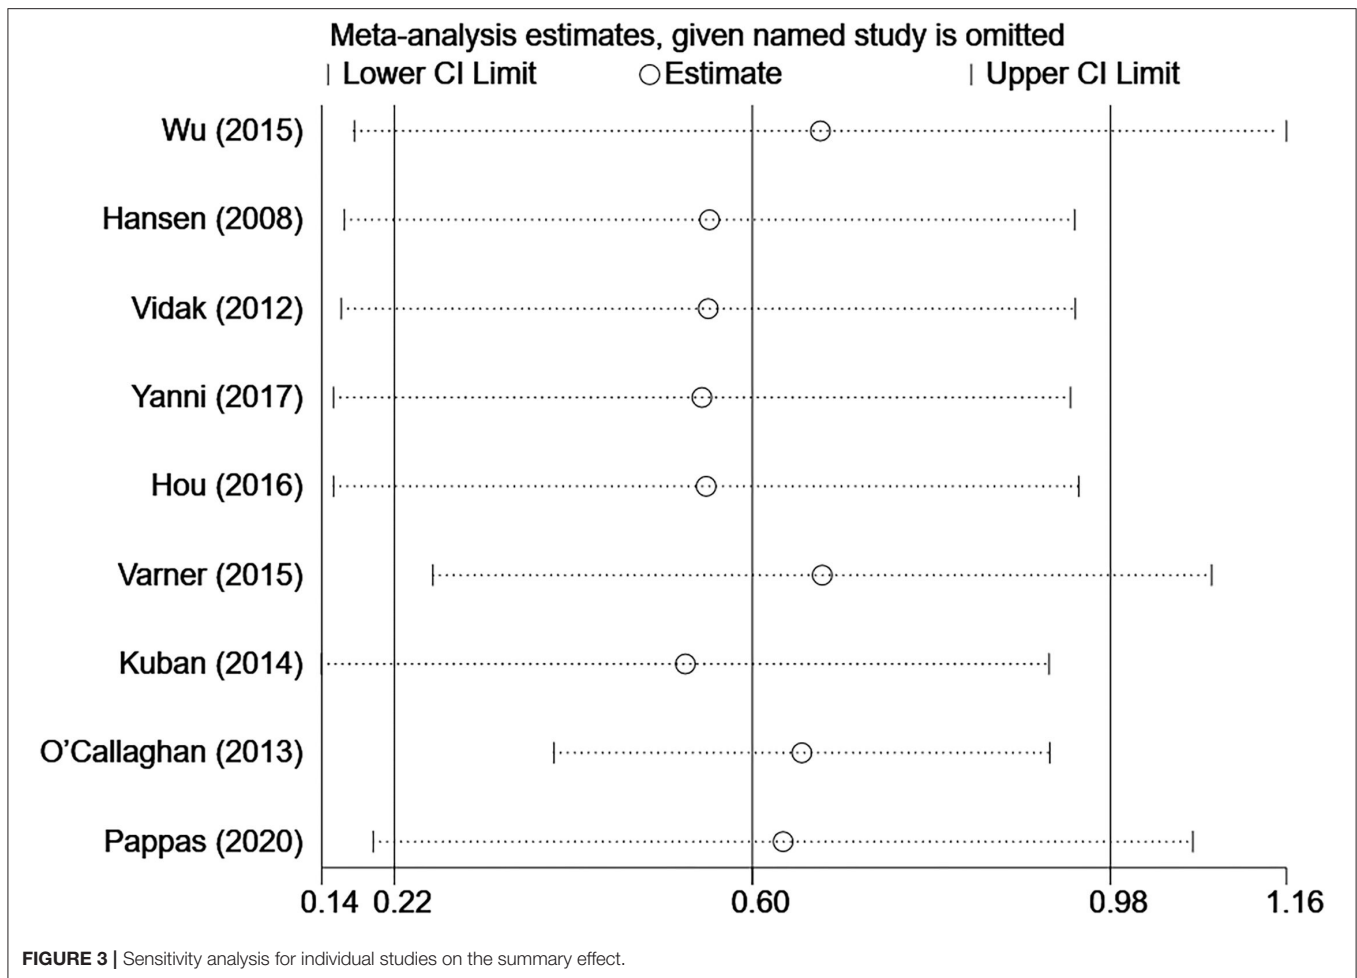 Meta-analysis estimates, given named study is omitted
| Lower CI Limit ○ Estimate | Upper CI Limit
Wu (2015)
Hansen (2008)
Vidak (2012)
Yanni (2017)
Hou (2016)
Varner (2015)
Kuban (2014)
O'Callaghan (2013)
Pappas (2020)
0.14 0.22 0.60 0.98 1.16
FIGURE 3 | Sensitivity analysis for individual studies on the summary effect.